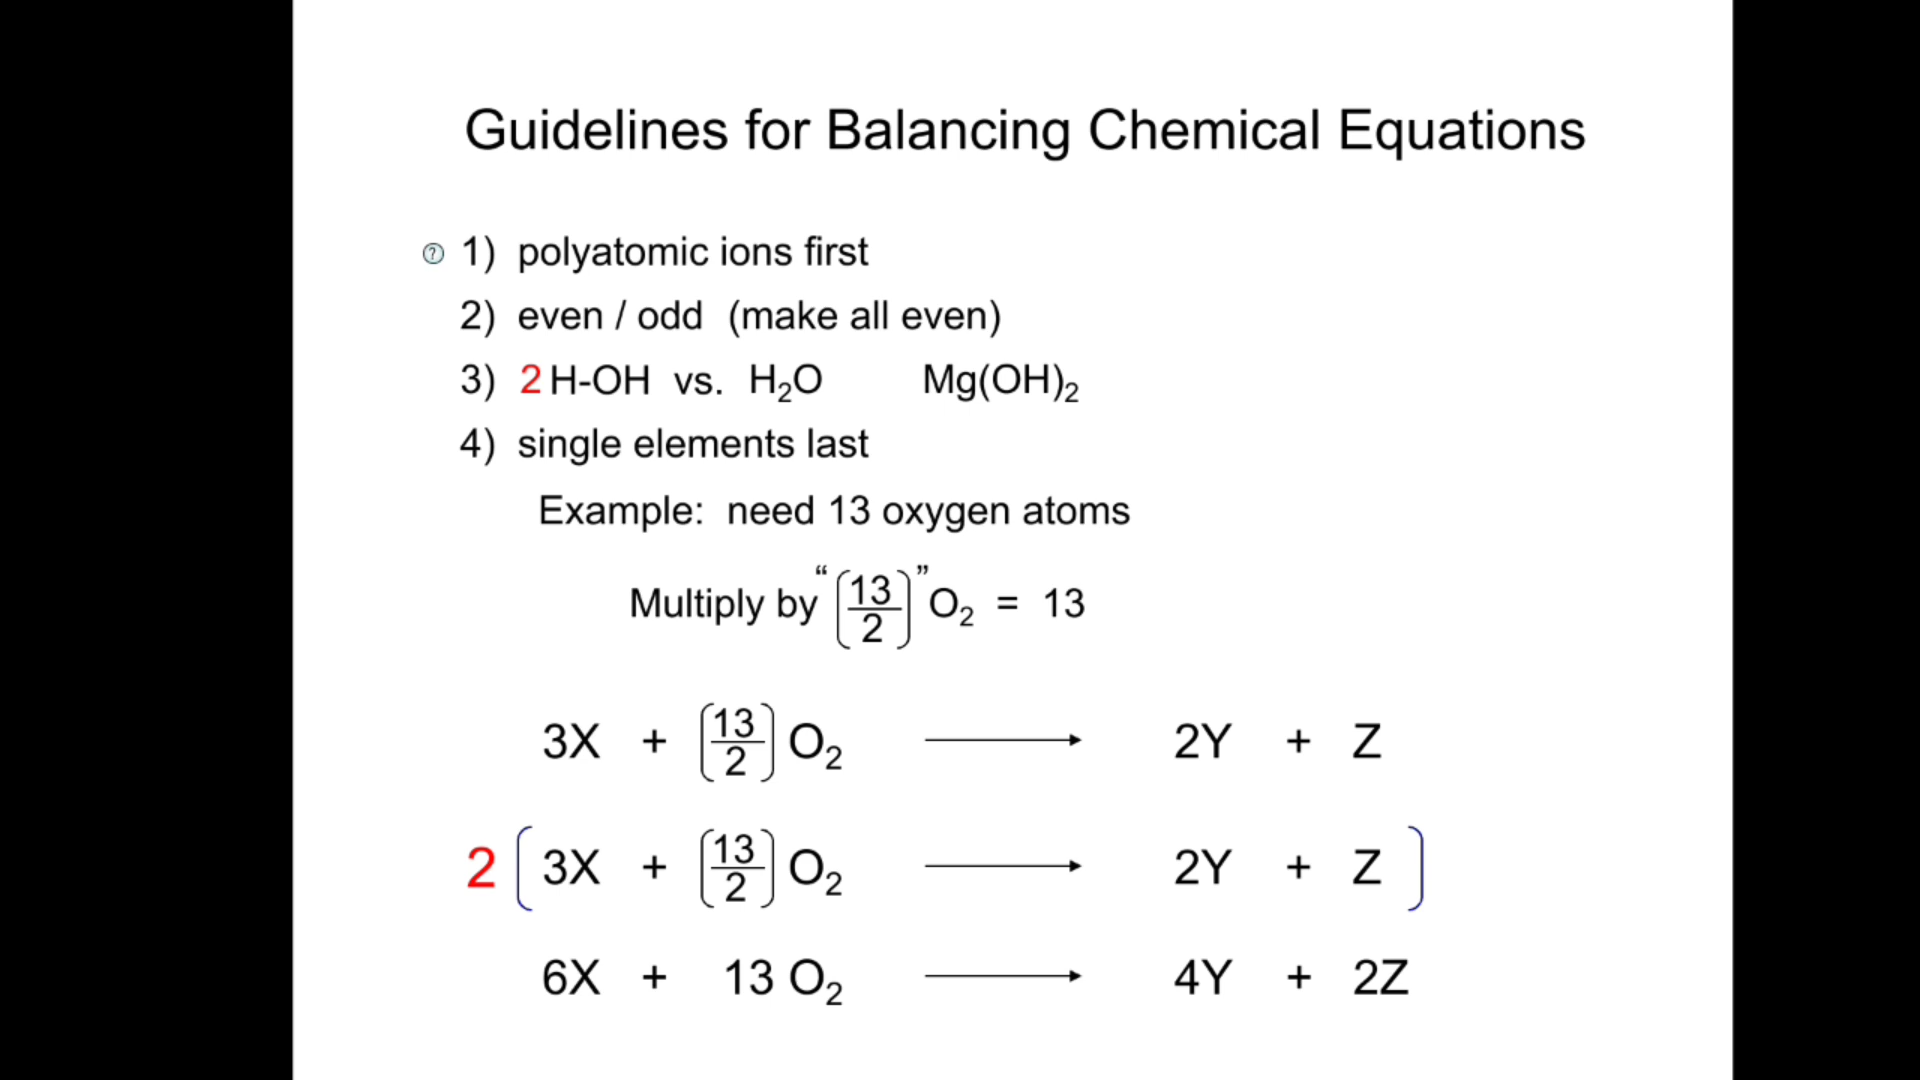 Guidelines for Balancing Chemical Equations
? 1) polyatomic ions first
2) even / odd (make all even)
3) 2 H-OH vs. H₂O Mg(OH)₂
4) single elements last
Example: need 13 oxygen atoms
Multiply by “(13/2)” O₂ = 13
3X + (13/2) O₂ ⟶ 2Y + Z
2 ( 3X + (13/2) O₂ ⟶ 2Y + Z )
6X + 13 O₂ ⟶ 4Y + 2Z